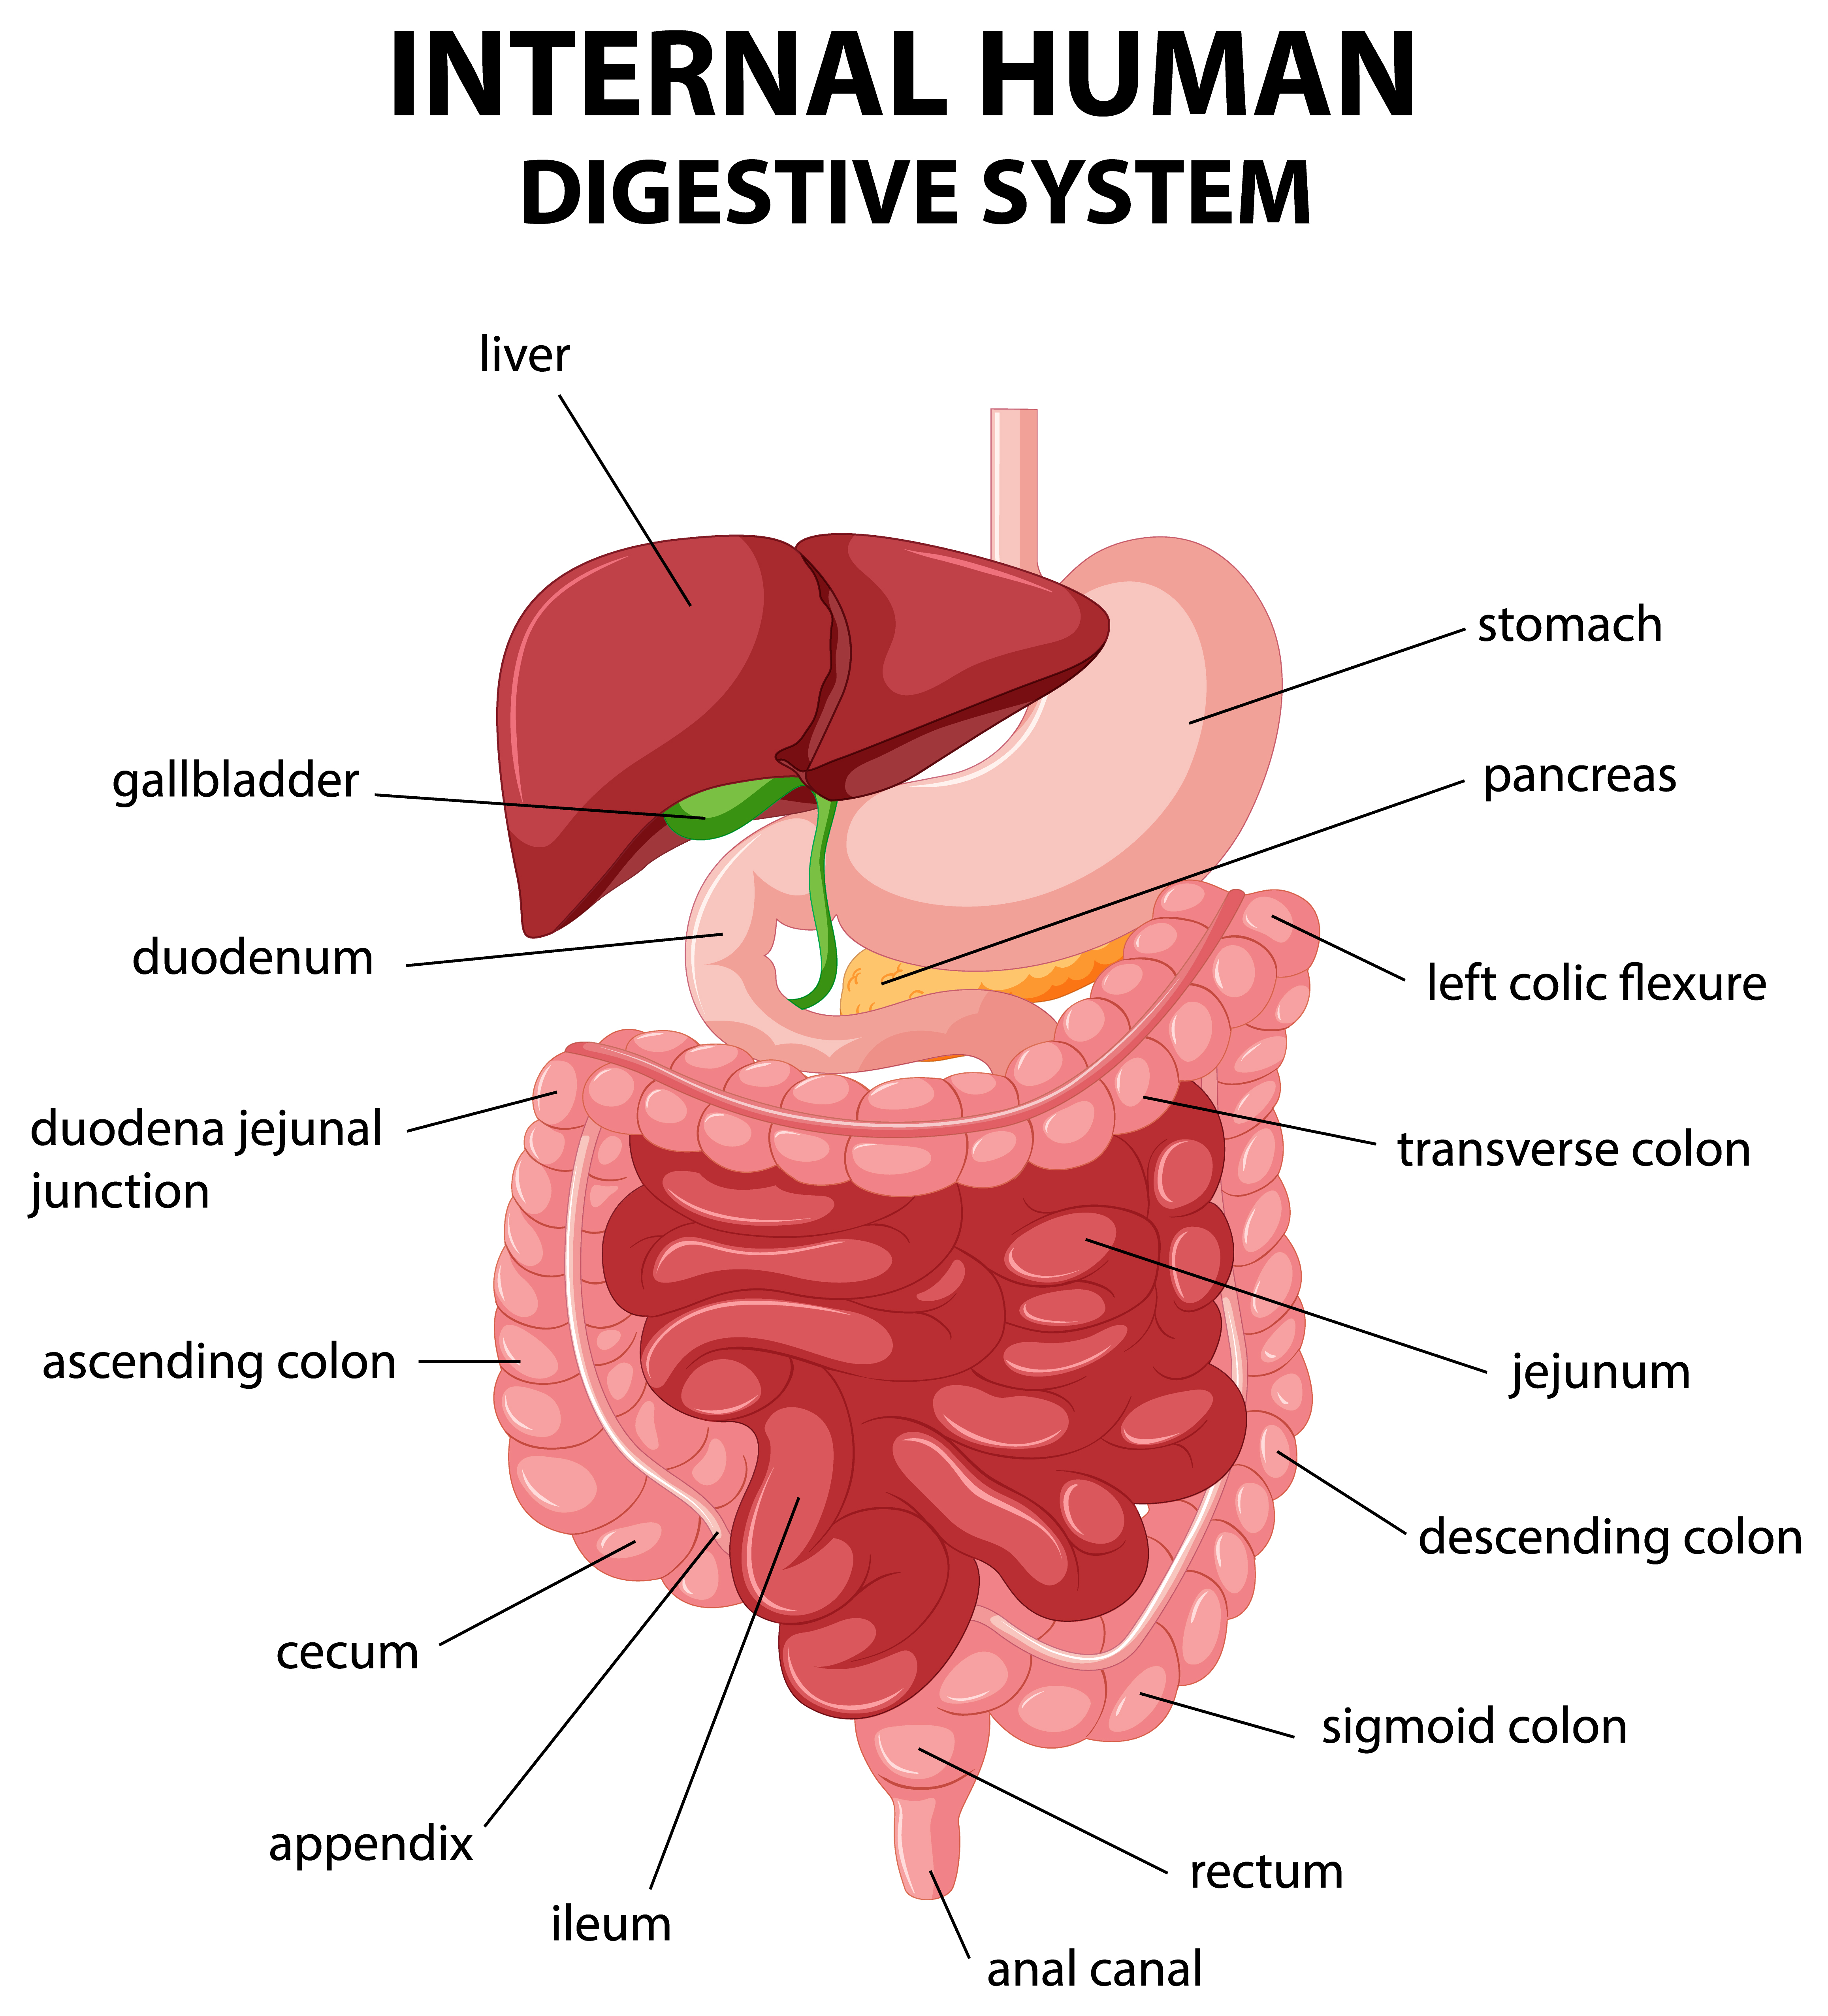 INTERNAL HUMAN
DIGESTIVE SYSTEM
liver
stomach
pancreas
gallbladder
duodenum
left colic flexure
duodena jejunal
junction
transverse colon
ascending colon
jejunum
descending colon
cecum
sigmoid colon
appendix
rectum
ileum
anal canal